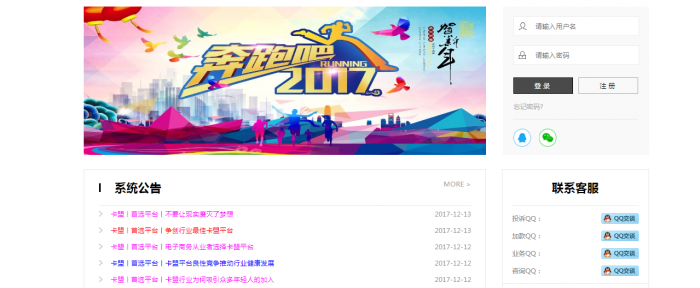 奔跑吧
RUNNING
2017
贺新年
请输入用户名
请输入密码
登 录
注 册
忘记密码?
系统公告
MORE >
卡盟丨首选平台丨不要让现实磨灭了梦想
2017-12-13
卡盟丨首选平台丨争创行业最佳卡盟平台
2017-12-13
卡盟丨首选平台丨电子商务从业者选择卡盟平台
2017-12-12
卡盟丨首选平台丨卡盟平台良性竞争推动行业健康发展
2017-12-12
卡盟丨首选平台丨卡盟行业为何吸引众多年轻人的加入
2017-12-12
联系客服
投诉QQ：
QQ交谈
加款QQ：
QQ交谈
业务QQ：
QQ交谈
咨询QQ：
QQ交谈